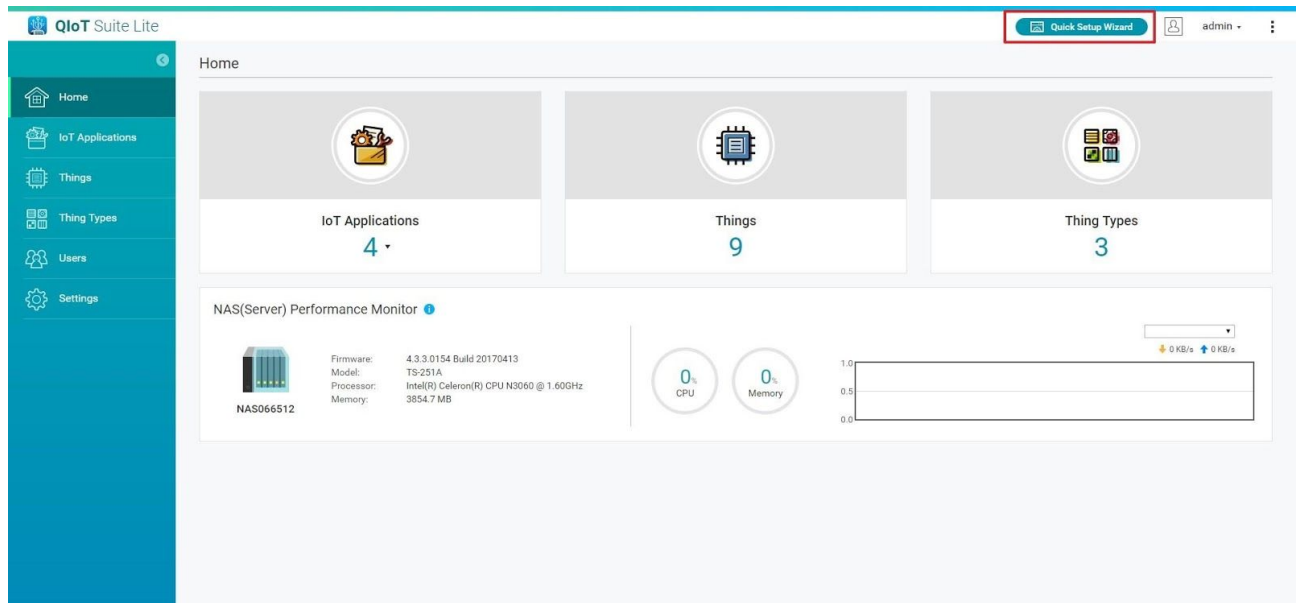 QIoT Suite Lite
Quick Setup Wizard
admin
Home
IoT Applications
Things
Thing Types
Users
Settings
Home
IoT Applications
4
Things
9
Thing Types
3
NAS(Server) Performance Monitor
NAS066512
Firmware: 4.3.3.0154 Build 20170413
Model: TS-251A
Processor: Intel(R) Celeron(R) CPU N3060 @ 1.60GHz
Memory: 3854.7 MB
0%
CPU
0%
Memory
0 KB/s 0 KB/s
1.0
0.5
0.0